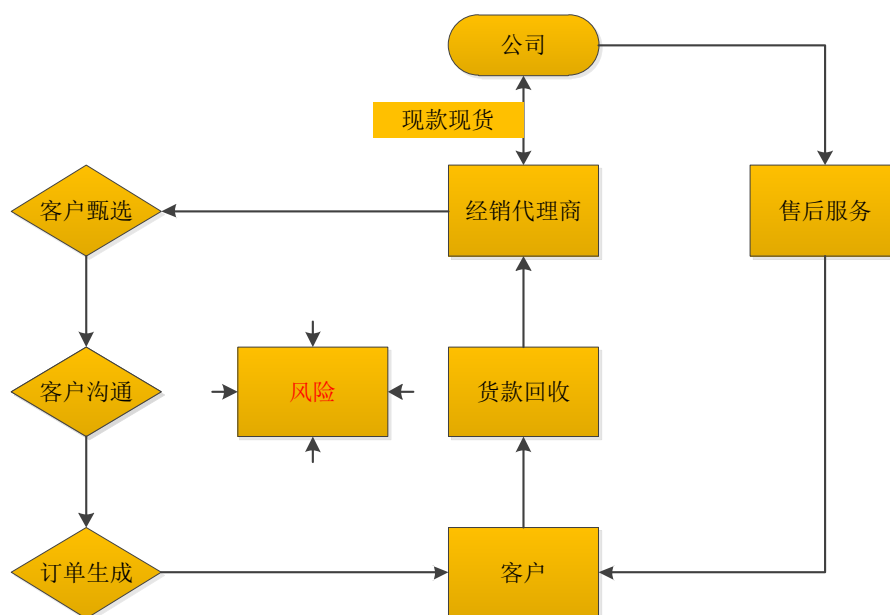 公司
现款现货
客户甄选
经销代理商
售后服务
客户沟通
风险
货款回收
订单生成
客户